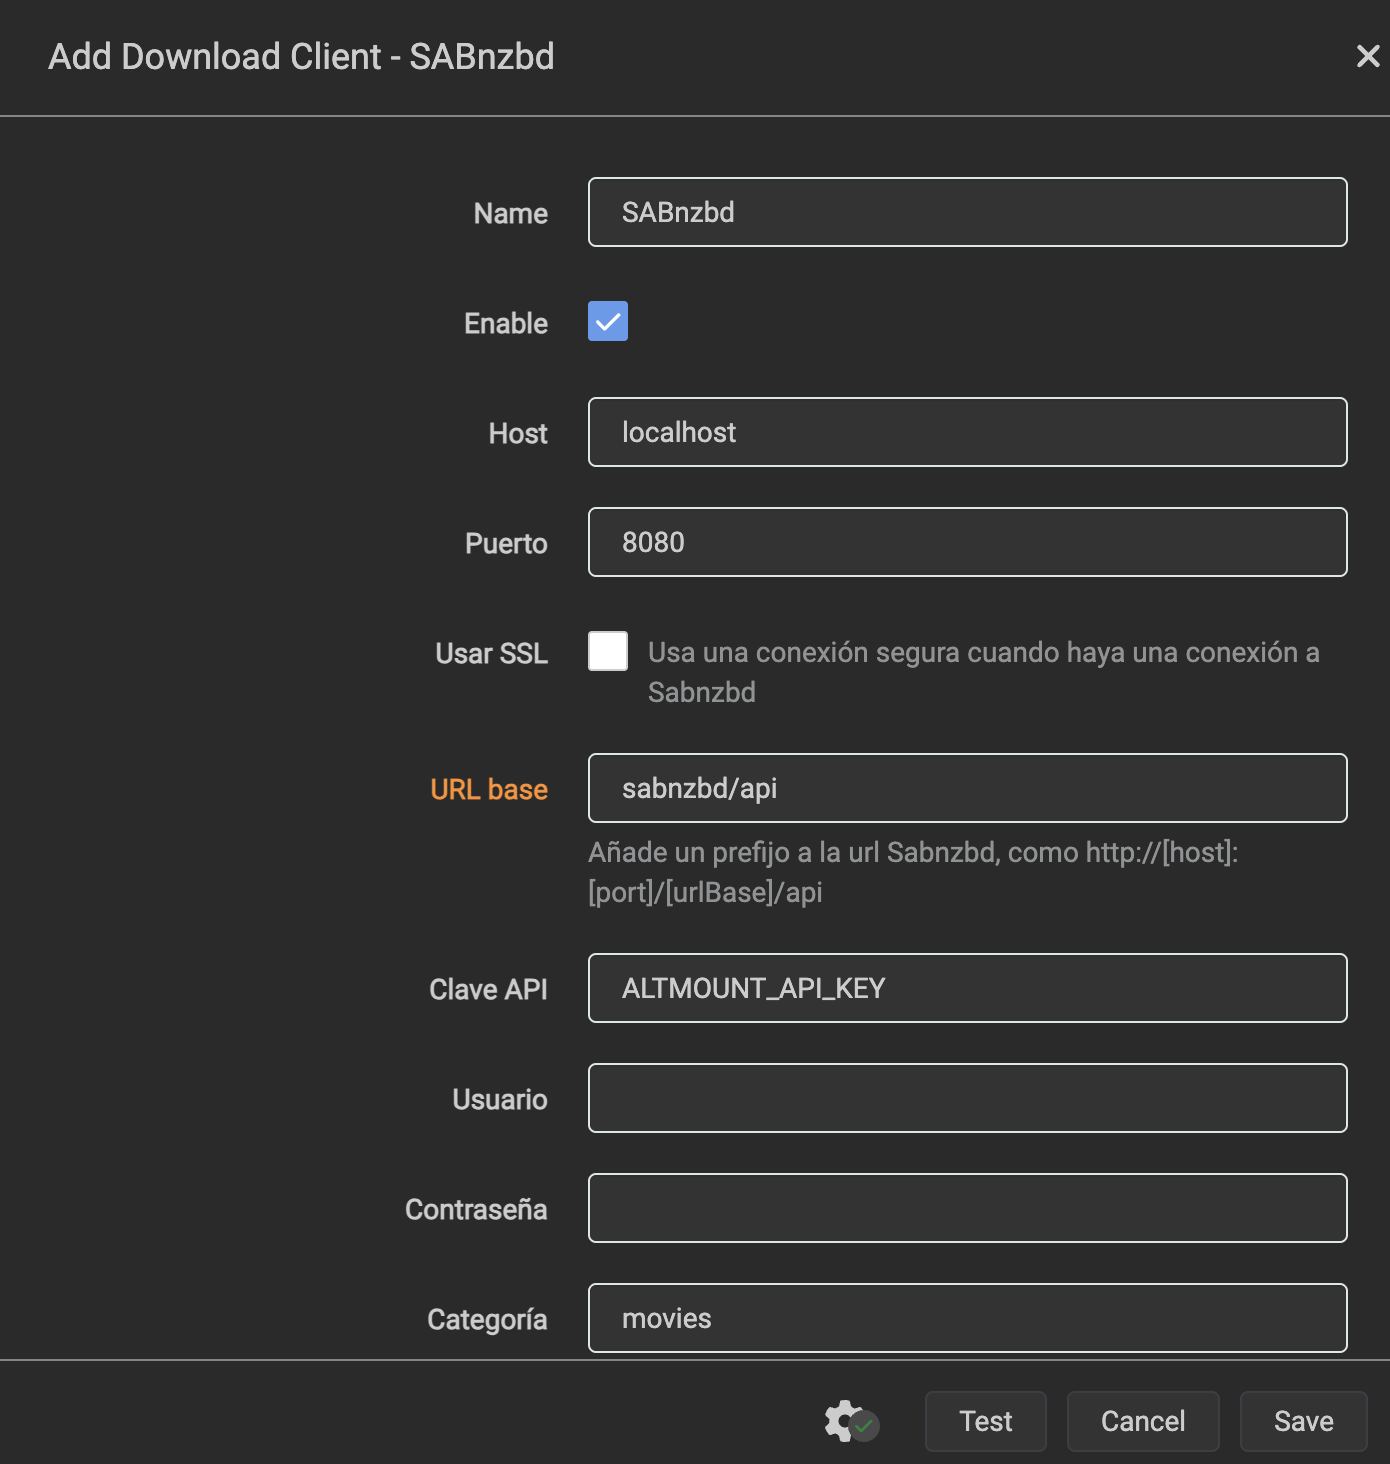 Add Download Client - SABnzbd
Name
SABnzbd
Enable
Host
localhost
Puerto
8080
Usar SSL
Usa una conexión segura cuando haya una conexión a
Sabnzbd
URL base
sabnzbd/api
Añade un prefijo a la url Sabnzbd, como http://[host]:
[port]/[urlBase]/api
Clave API
ALTMOUNT_API_KEY
Usuario
Contraseña
Categoría
movies
Test
Cancel
Save